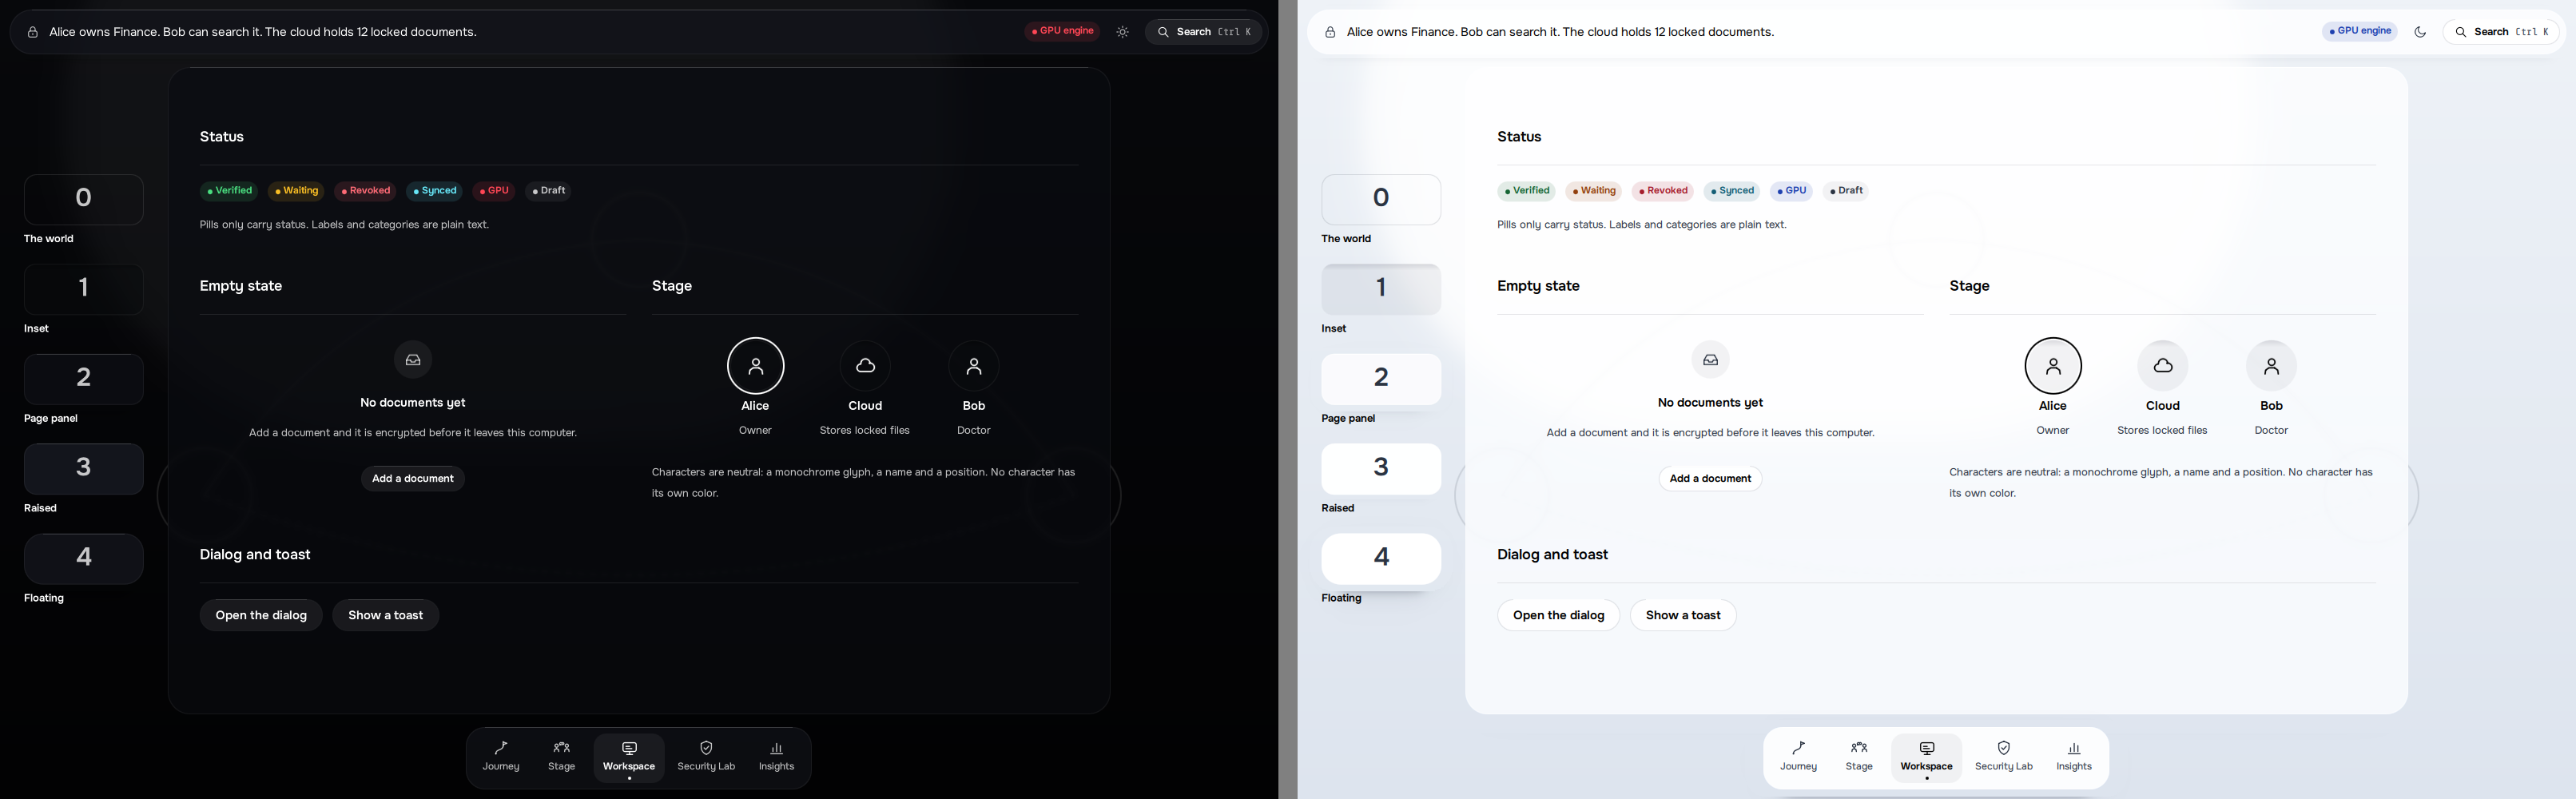 Alice owns Finance. Bob can search it. The cloud holds 12 locked documents.
GPU engine
Search Ctrl K
0
The world
1
Inset
2
Page panel
3
Raised
4
Floating
Status
Verified Waiting Revoked Synced GPU Draft
Pills only carry status. Labels and categories are plain text.
Empty state
No documents yet
Add a document and it is encrypted before it leaves this computer.
Add a document
Stage
Alice Cloud Bob
Owner Stores locked files Doctor
Characters are neutral: a monochrome glyph, a name and a position. No character has
its own color.
Dialog and toast
Open the dialog Show a toast
Journey Stage Workspace Security Lab Insights
Alice owns Finance. Bob can search it. The cloud holds 12 locked documents.
GPU engine
Search Ctrl K
0
The world
1
Inset
2
Page panel
3
Raised
4
Floating
Status
Verified Waiting Revoked Synced GPU Draft
Pills only carry status. Labels and categories are plain text.
Empty state
No documents yet
Add a document and it is encrypted before it leaves this computer.
Add a document
Stage
Alice Cloud Bob
Owner Stores locked files Doctor
Characters are neutral: a monochrome glyph, a name and a position. No character has
its own color.
Dialog and toast
Open the dialog Show a toast
Journey Stage Workspace Security Lab Insights